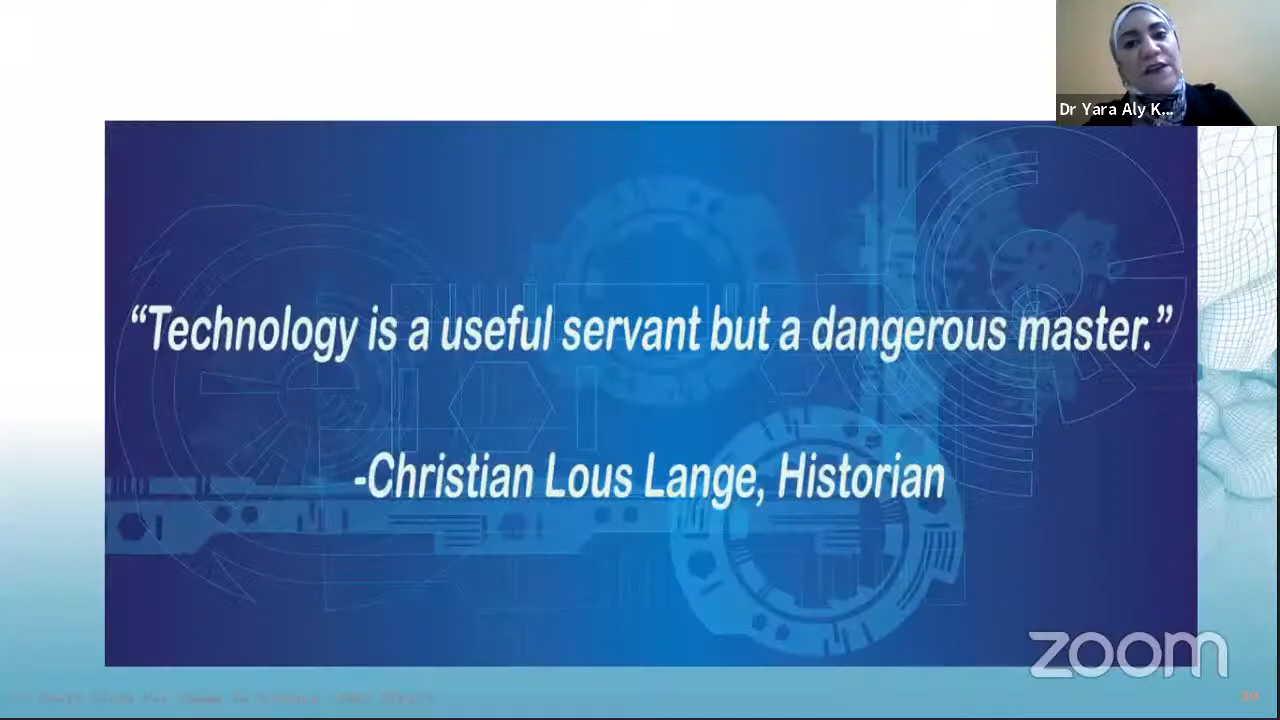 Dr Yara Aly K...
“Technology is a useful servant but a dangerous master.”
-Christian Lous Lange, Historian
zoom